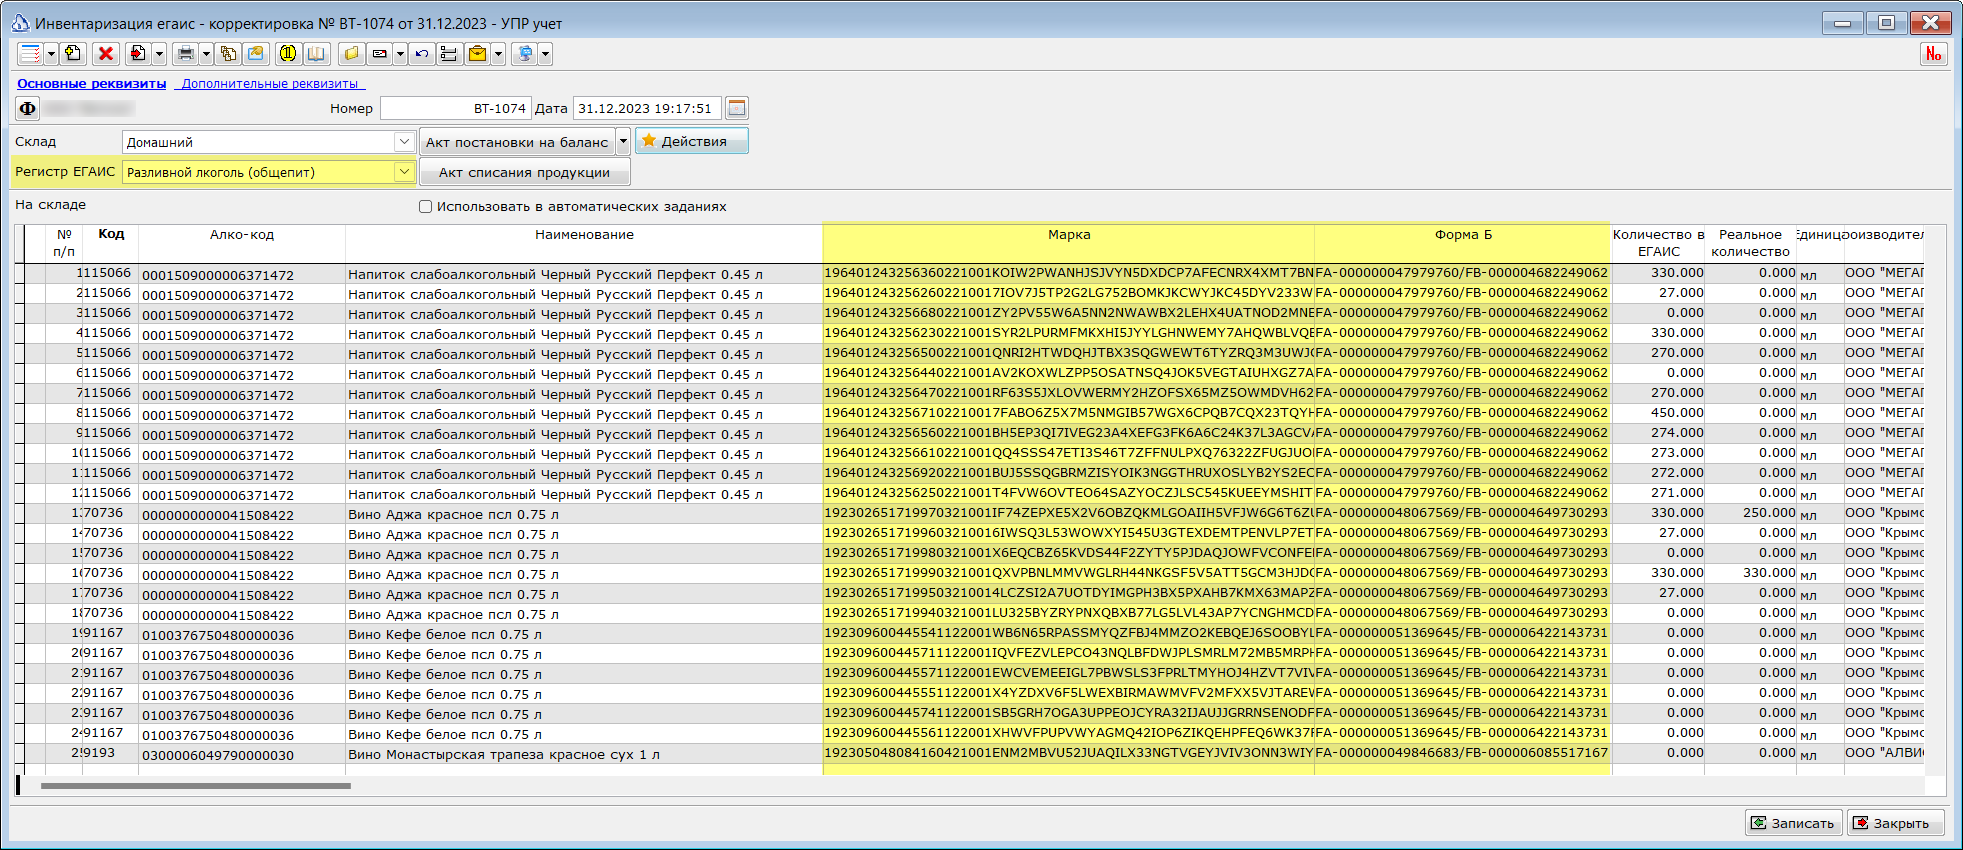 Инвентаризация егаис - корректировка № ВТ-1074 от 31.12.2023 - УПР учет
Основные реквизиты Дополнительные реквизиты
Ф Номер ВТ-1074 Дата 31.12.2023 19:17:51
Склад Домашний Акт постановки на баланс Действия
Регистр ЕГАИС Разливной лкоголь (общепит) Акт списания продукции
На складе Использовать в автоматических заданиях
№ п/п Код Алко-код Наименование Марка Форма Б Количество в ЕГАИС Реальное количество Единица роизводител
1 115066 0001509000006371472 Напиток слабоалкогольный Черный Русский Перфект 0.45 л 196401243256360221001KOIW2PWANHJSJVYN5DXDCP7AFECNRX4XMT7BN FA-000000047979760/FB-000004682249062 330.000 0.000 мл ООО "МЕГАГ
2 115066 0001509000006371472 Напиток слабоалкогольный Черный Русский Перфект 0.45 л 1964012432562602210017IOV7J5TP2G2LG752BOMKJKCWYJKC45DYV233W FA-000000047979760/FB-000004682249062 27.000 0.000 мл ООО "МЕГАГ
3 115066 0001509000006371472 Напиток слабоалкогольный Черный Русский Перфект 0.45 л 196401243256680221001ZY2PV55W6A5NN2NWAWBX2LEHX4UATNOD2MNE FA-000000047979760/FB-000004682249062 0.000 0.000 мл ООО "МЕГАГ
4 115066 0001509000006371472 Напиток слабоалкогольный Черный Русский Перфект 0.45 л 196401243256230221001SYR2LPURMFMKXHI5JYYLGHNWEMY7AHQWBLVQE FA-000000047979760/FB-000004682249062 330.000 0.000 мл ООО "МЕГАГ
5 115066 0001509000006371472 Напиток слабоалкогольный Черный Русский Перфект 0.45 л 196401243256500221001QNRI2HTWDQHJTBX3SQGWEWT6TYZRQ3M3UWJG FA-000000047979760/FB-000004682249062 270.000 0.000 мл ООО "МЕГАГ
6 115066 0001509000006371472 Напиток слабоалкогольный Черный Русский Перфект 0.45 л 196401243256440221001AV2KOXWLZPP5OSATNSQ4JOK5VEGTAIUHXGZ7A FA-000000047979760/FB-000004682249062 0.000 0.000 мл ООО "МЕГАГ
7 115066 0001509000006371472 Напиток слабоалкогольный Черный Русский Перфект 0.45 л 196401243256470221001RF63S5JXLOVWERMY2HZOFSX65MZ5OWMDVH62 FA-000000047979760/FB-000004682249062 270.000 0.000 мл ООО "МЕГАГ
8 115066 0001509000006371472 Напиток слабоалкогольный Черный Русский Перфект 0.45 л 1964012432567102210017FABO6Z5X7M5NMGIB57WGX6CPQB7CQX23TQYH FA-000000047979760/FB-000004682249062 450.000 0.000 мл ООО "МЕГАГ
9 115066 0001509000006371472 Напиток слабоалкогольный Черный Русский Перфект 0.45 л 196401243256560221001BH5EP3QI7IVEG23A4XEFG3FK6A6C24K37L3AGCVA FA-000000047979760/FB-000004682249062 274.000 0.000 мл ООО "МЕГАГ
10 115066 0001509000006371472 Напиток слабоалкогольный Черный Русский Перфект 0.45 л 196401243256610221001QQ4SSS47ETI3S46T7ZFFNULPXQ76322ZFUGJUO FA-000000047979760/FB-000004682249062 273.000 0.000 мл ООО "МЕГАГ
11 115066 0001509000006371472 Напиток слабоалкогольный Черный Русский Перфект 0.45 л 196401243256920221001BUJ5SSQGBRMZISYOIK3NGGTHRUXOSLYB2YS2EC FA-000000047979760/FB-000004682249062 272.000 0.000 мл ООО "МЕГАГ
12 115066 0001509000006371472 Напиток слабоалкогольный Черный Русский Перфект 0.45 л 196401243256250221001T4FVW6OVTEO64SAZYOCZJLSC545KUEEYMSHIT FA-000000047979760/FB-000004682249062 271.000 0.000 мл ООО "МЕГАГ
13 70736 0000000000041508422 Вино Аджа красное псл 0.75 л 192302651719970321001IF74ZEPXE5X2V6OBZQKMLGOAIIH5VFJW6G6T6ZU FA-000000048067569/FB-000004649730293 330.000 250.000 мл ООО "Крымс
14 70736 0000000000041508422 Вино Аджа красное псл 0.75 л 1923026517199603210016IWSQ3L53WOWXYI545U3GTEXDEMTPENVLP7ET FA-000000048067569/FB-000004649730293 27.000 0.000 мл ООО "Крымс
15 70736 0000000000041508422 Вино Аджа красное псл 0.75 л 192302651719980321001X6EQCBZ65KVDS44F2ZYTY5PJDAQJOWFVCONFE FA-000000048067569/FB-000004649730293 0.000 0.000 мл ООО "Крымс
16 70736 0000000000041508422 Вино Аджа красное псл 0.75 л 192302651719990321001QXVPBNLMMVWGLRH44NKGSF5V5ATT5GCM3HJDC FA-000000048067569/FB-000004649730293 330.000 330.000 мл ООО "Крымс
17 70736 0000000000041508422 Вино Аджа красное псл 0.75 л 1923026517199503210014LCZSI2A7UOTDYIMGPH3BX5PXAHB7KMX63MAPZ FA-000000048067569/FB-000004649730293 27.000 0.000 мл ООО "Крымс
18 70736 0000000000041508422 Вино Аджа красное псл 0.75 л 192302651719940321001LU325BYZRYPNXQBXB77LG5LVL43AP7YCNGHMCD FA-000000048067569/FB-000004649730293 0.000 0.000 мл ООО "Крымс
19 91167 0100376750480000036 Вино Кефе белое псл 0.75 л 192309600445541122001WB6N65RPASSMYQZFBJ4MMZO2KEBQEJ6SOOBYL FA-000000051369645/FB-000006422143731 0.000 0.000 мл ООО "Крымс
20 91167 0100376750480000036 Вино Кефе белое псл 0.75 л 192309600445711122001IQVFEZVLEPCO43NQLBFDWJPLSMRLM72MB5MRPH FA-000000051369645/FB-000006422143731 0.000 0.000 мл ООО "Крымс
21 91167 0100376750480000036 Вино Кефе белое псл 0.75 л 192309600445571122001EWCVEMEEIGL7PBWSLS3FPRLTMYHOJ4HZVT7VIV FA-000000051369645/FB-000006422143731 0.000 0.000 мл ООО "Крымс
22 91167 0100376750480000036 Вино Кефе белое псл 0.75 л 192309600445551122001X4YZDXV6F5LWEXBIRMAWMVFV2MFXX5VJTAREW FA-000000051369645/FB-000006422143731 0.000 0.000 мл ООО "Крымс
23 91167 0100376750480000036 Вино Кефе белое псл 0.75 л 192309600445741122001SB5GRH7OGA3UPPEOJCYRA32IJAUJJGRRNSENODF FA-000000051369645/FB-000006422143731 0.000 0.000 мл ООО "Крымс
24 91167 0100376750480000036 Вино Кефе белое псл 0.75 л 192309600445561122001XHWVFPUPVWYAGMQ42IOP6ZIKQEHPFEQ6WK37F FA-000000051369645/FB-000006422143731 0.000 0.000 мл ООО "Крымс
25 9193 0300006049790000030 Вино Монастырская трапеза красное сух 1 л 192305048084160421001ENM2MBVU52JUAQILX33NGTVGEYJVIV3ONN3WIY FA-000000049846683/FB-000006085517167 0.000 0.000 мл ООО "АЛВИС
Записать Закрыть